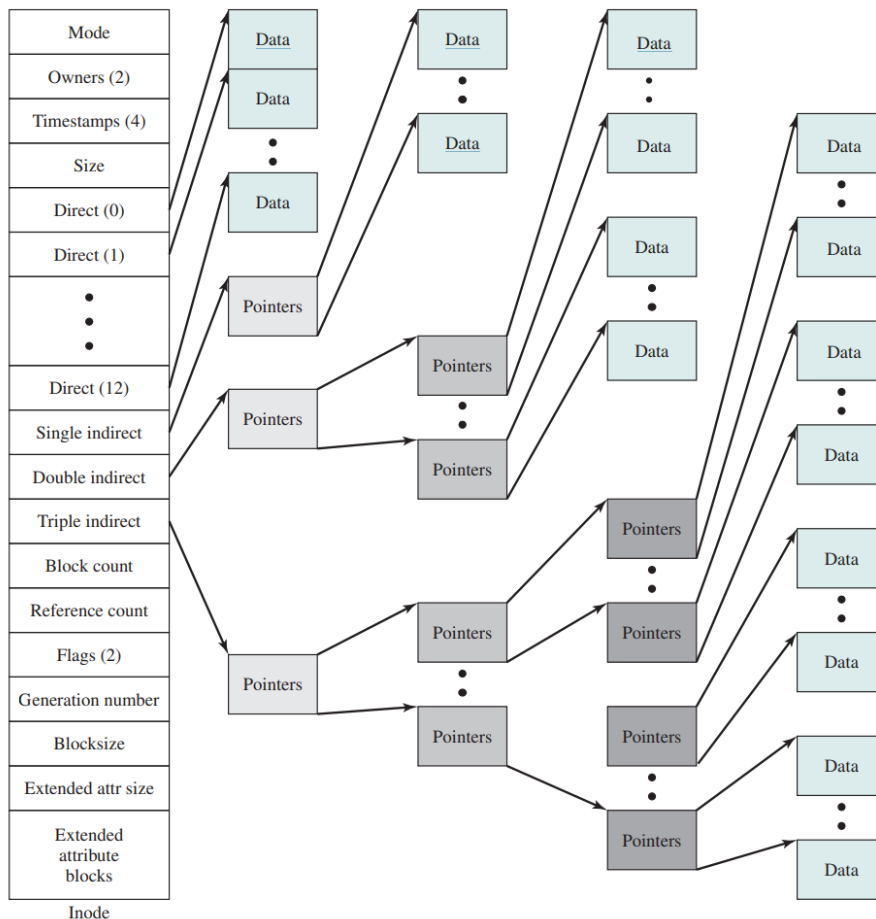 Mode
Owners (2)
Timestamps (4)
Size
Direct (0)
Direct (1)
Direct (12)
Single indirect
Double indirect
Triple indirect
Block count
Reference count
Flags (2)
Generation number
Blocksize
Extended attr size
Extended
attribute
blocks
Inode
Data
Data
Data
Pointers
Pointers
Pointers
Data
Data
Pointers
Pointers
Pointers
Pointers
Data
Data
Data
Data
Pointers
Pointers
Pointers
Pointers
Data
Data
Data
Data
Data
Data
Data
Data